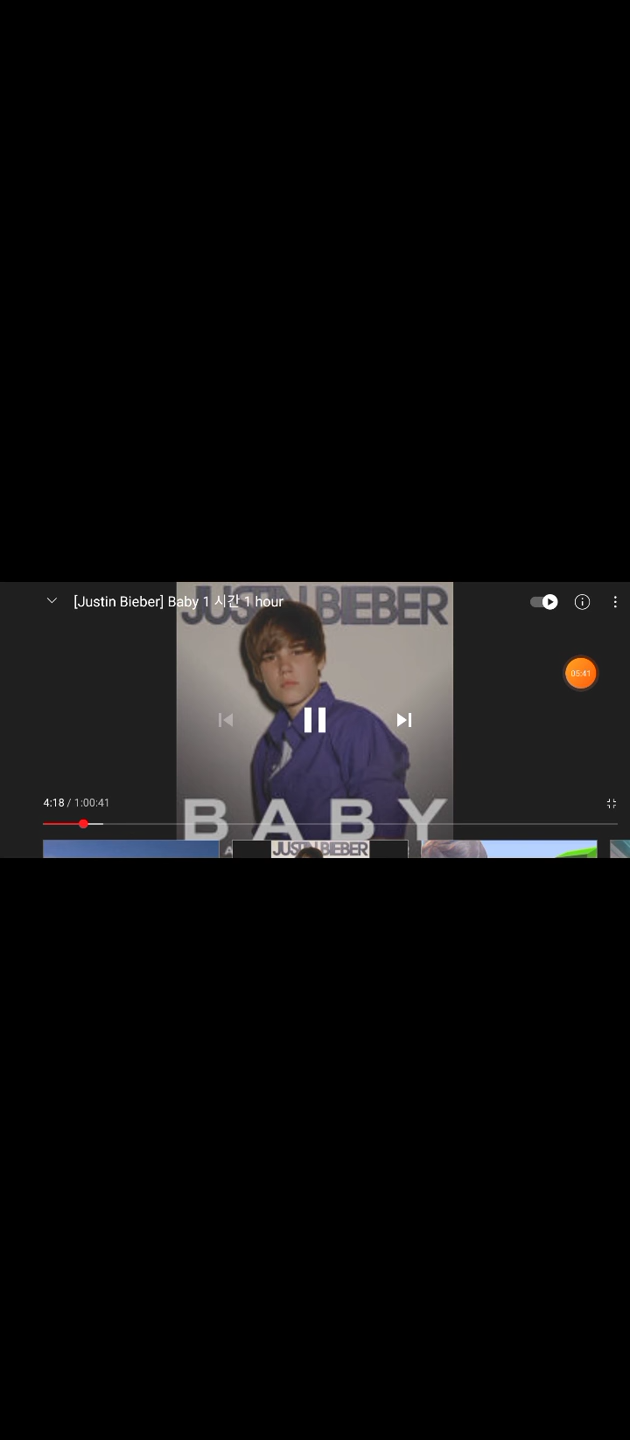 JUSTIN BIEBER
[Justin Bieber] Baby 1 시간 1 hour
05:41
4:18 / 1:00:41
BABY
JUSTIN BIEBER